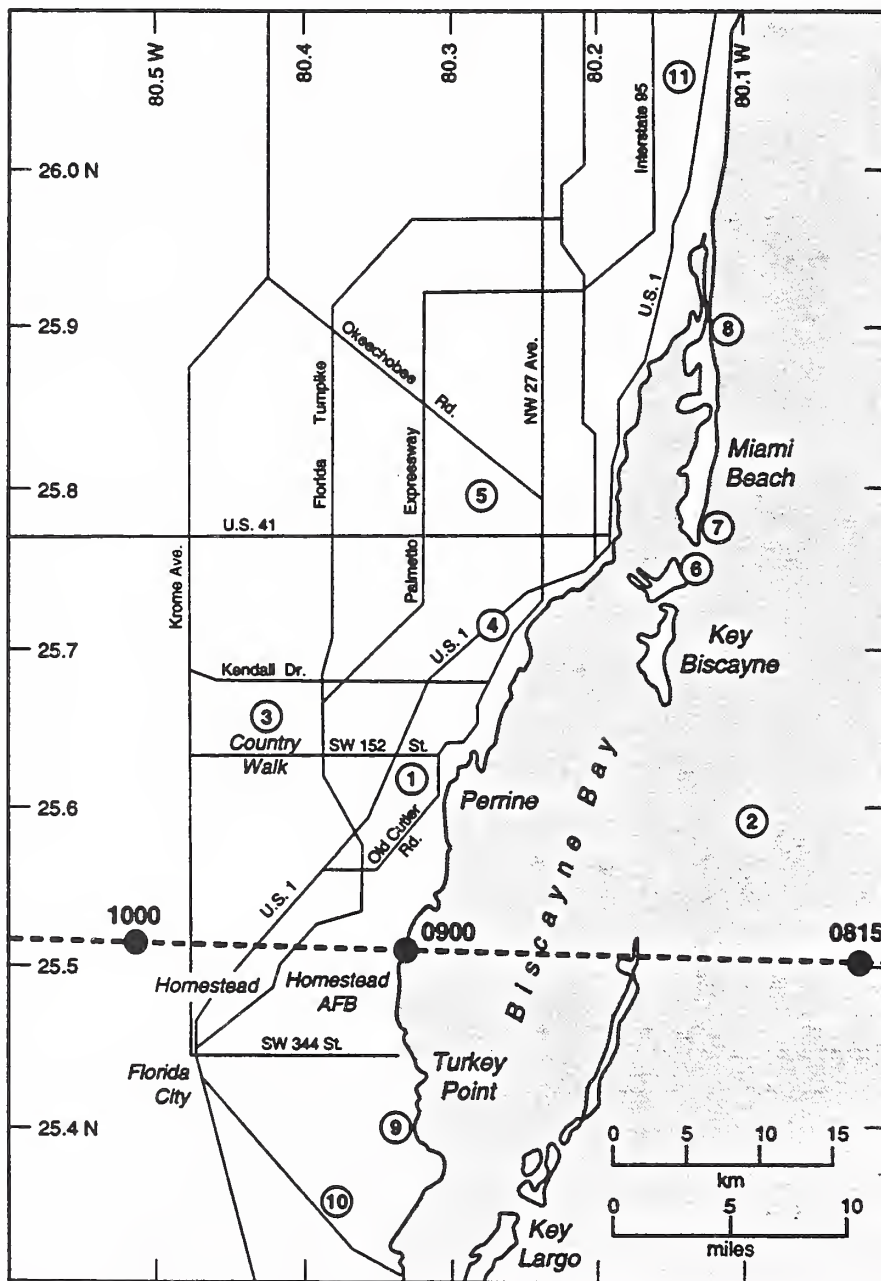 80.5 W
80.4
80.3
80.2
80.1 W
11
Interstate 95
26.0 N
U.S. 1
25.9
8
Okeechobee
Rd.
NW 27 Ave.
Florida Turnpike
Palmetto Expressway
Miami
Beach
5
25.8
U.S. 41
7
Krome Ave.
6
4
U.S. 1
25.7
Kendall Dr.
Key
Biscayne
3
Country
Walk
SW 152 St.
1
Perrine
25.6
2
Old Cutler
Rd.
Biscayne Bay
U.S. 1
1000
0900
0815
25.5
Homestead
Homestead
AFB
SW 344 St.
Turkey
Point
Florida
City
25.4 N
9
0 5 10 15
km
10
0 5 10
miles
Key
Largo